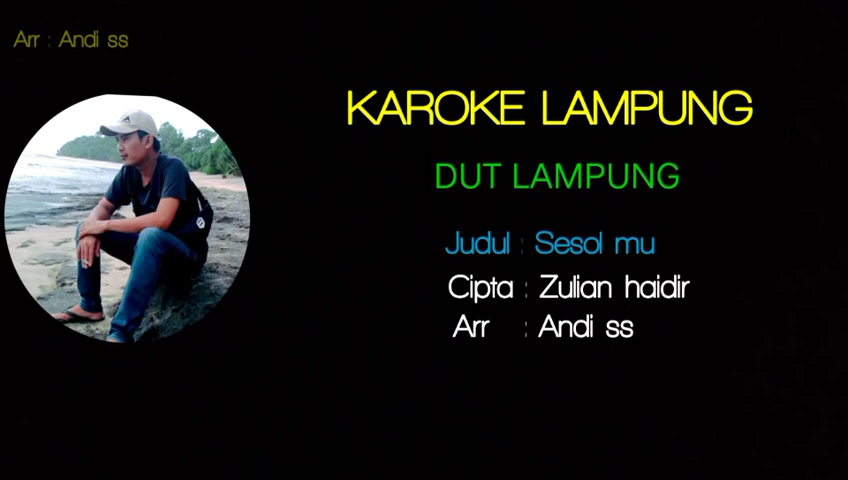 Arr : Andi ss
KAROKE LAMPUNG
DUT LAMPUNG
Judul : Sesol mu
Cipta : Zulian haidir
Arr : Andi ss